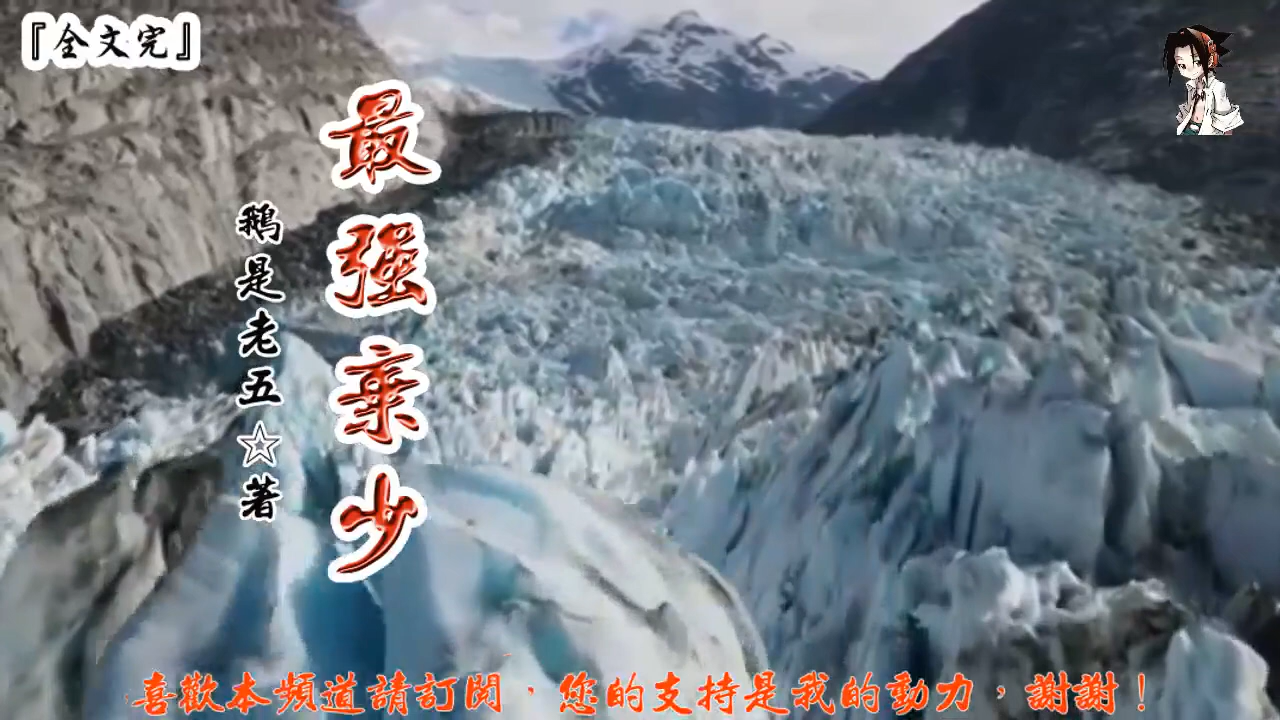 『全文完』
最強棄少
鵝是老五☆著
喜歡本頻道請訂閱，您的支持是我的動力，謝謝！